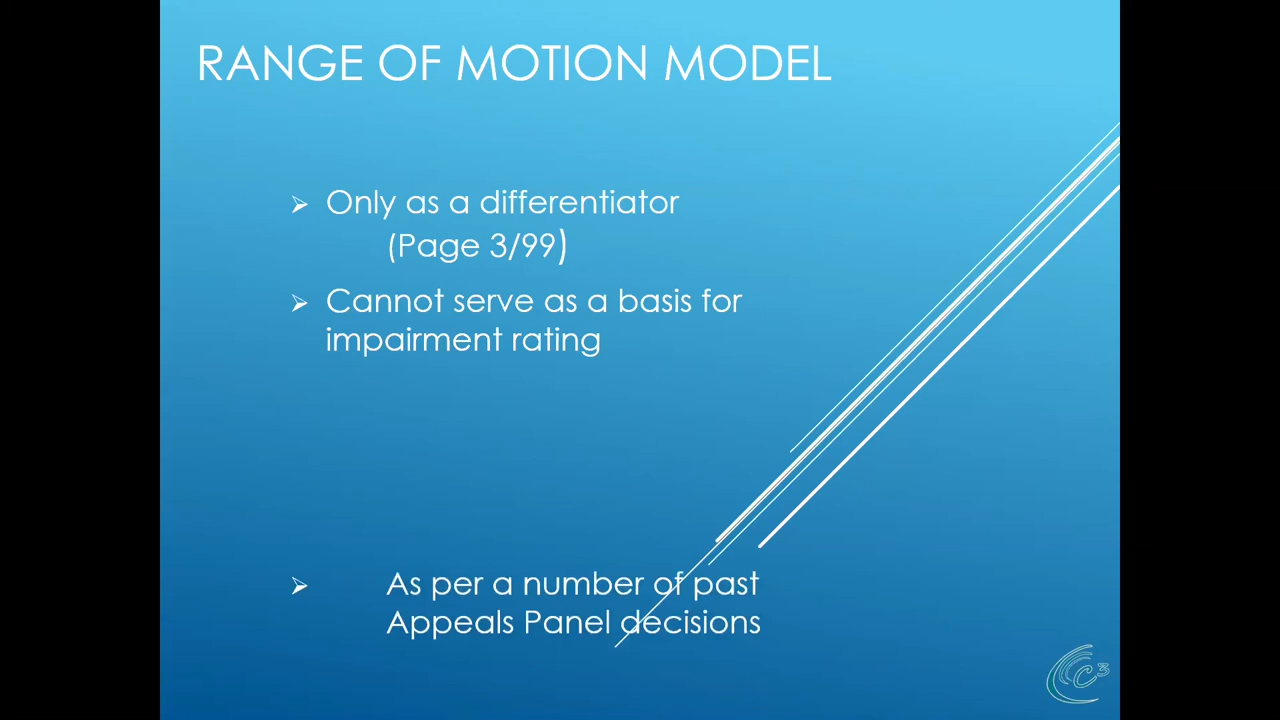 RANGE OF MOTION MODEL
➢ Only as a differentiator
(Page 3/99)
➢ Cannot serve as a basis for
impairment rating
➢ As per a number of past
Appeals Panel decisions
C³